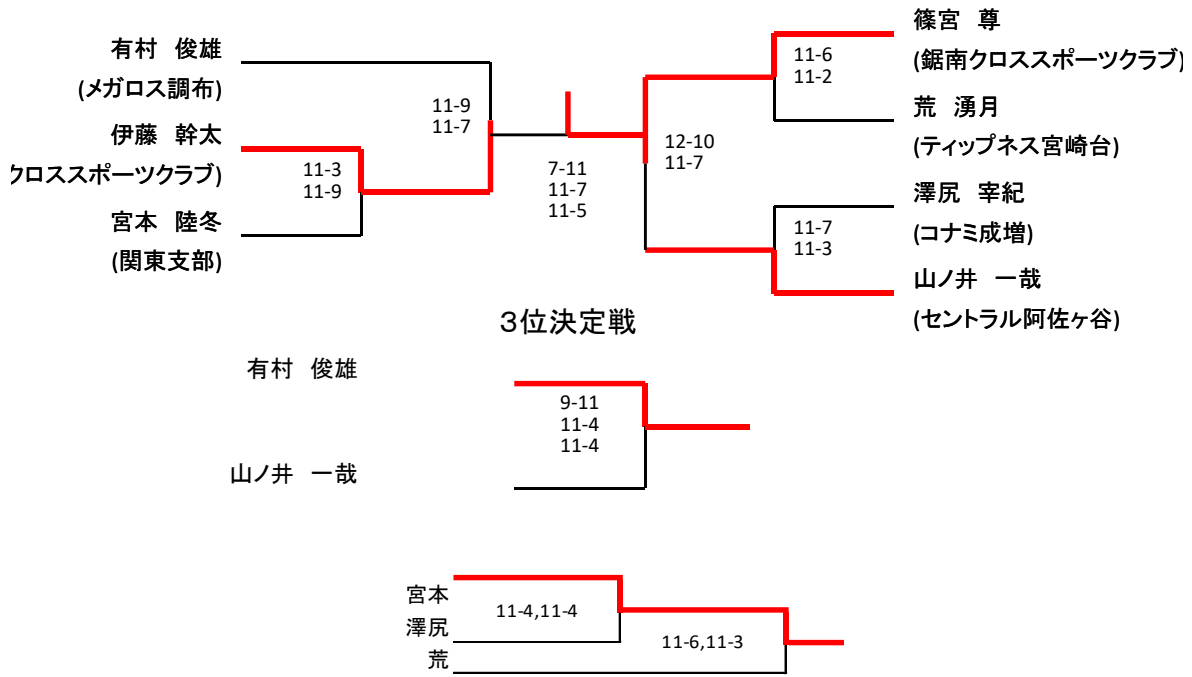 有村　俊雄
(メガロス調布)
伊藤　幹太
クロススポーツクラブ)
宮本　陸冬
(関東支部)
11-3
11-9
11-9
11-7
7-11
11-7
11-5
12-10
11-7
11-6
11-2
11-7
11-3
篠宮　尊
(鋸南クロススポーツクラブ)
荒　湧月
(ティップネス宮崎台)
澤尻　宰紀
(コナミ成増)
山ノ井　一哉
(セントラル阿佐ヶ谷)
３位決定戦
有村　俊雄
9-11
11-4
11-4
山ノ井　一哉
宮本
11-4,11-4
澤尻
11-6,11-3
荒